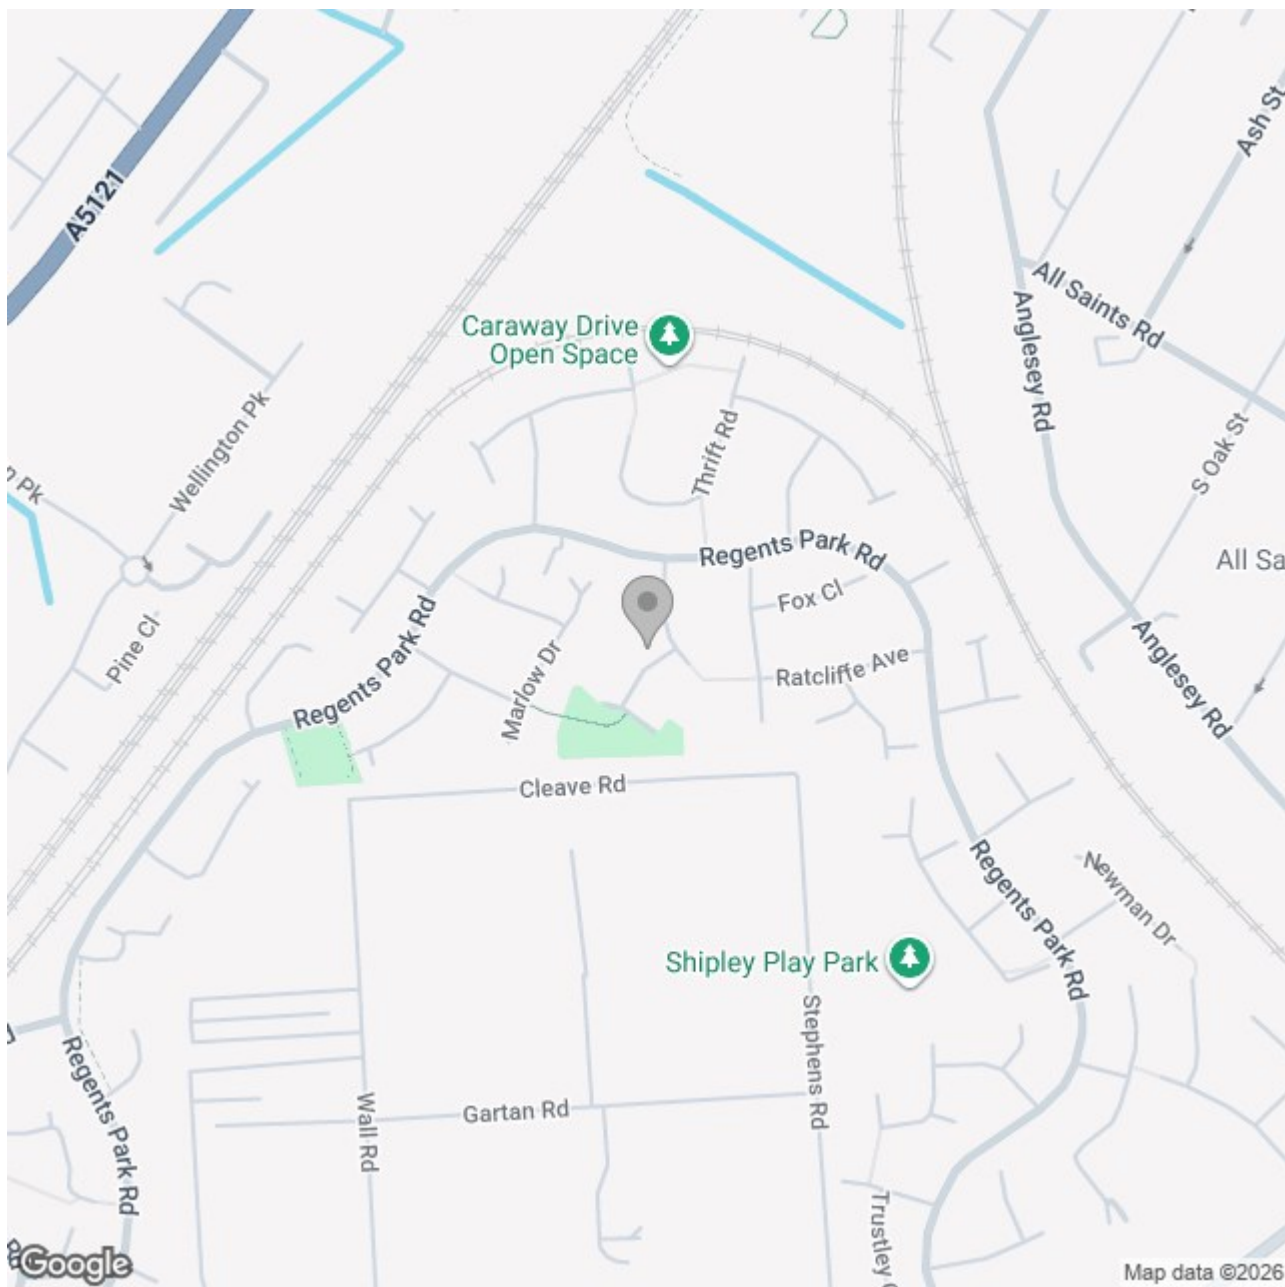 A5121
Ash St
All Saints Rd
Anglesey Rd
Caraway Drive
Open Space
Wellington Pk
Thrift Rd
S Oak St
Pk
Regents Park Rd
All Sa
Fox Cl
Pine Cl
Regents Park Rd
Marlow Dr
Ratcliffe Ave
Anglesey Rd
Cleave Rd
Newman Dr
Regents Park Rd
Shipley Play Park
Stephens Rd
Regents Park Rd
Wall Rd
Gartan Rd
Trustley
Google
Map data ©2026